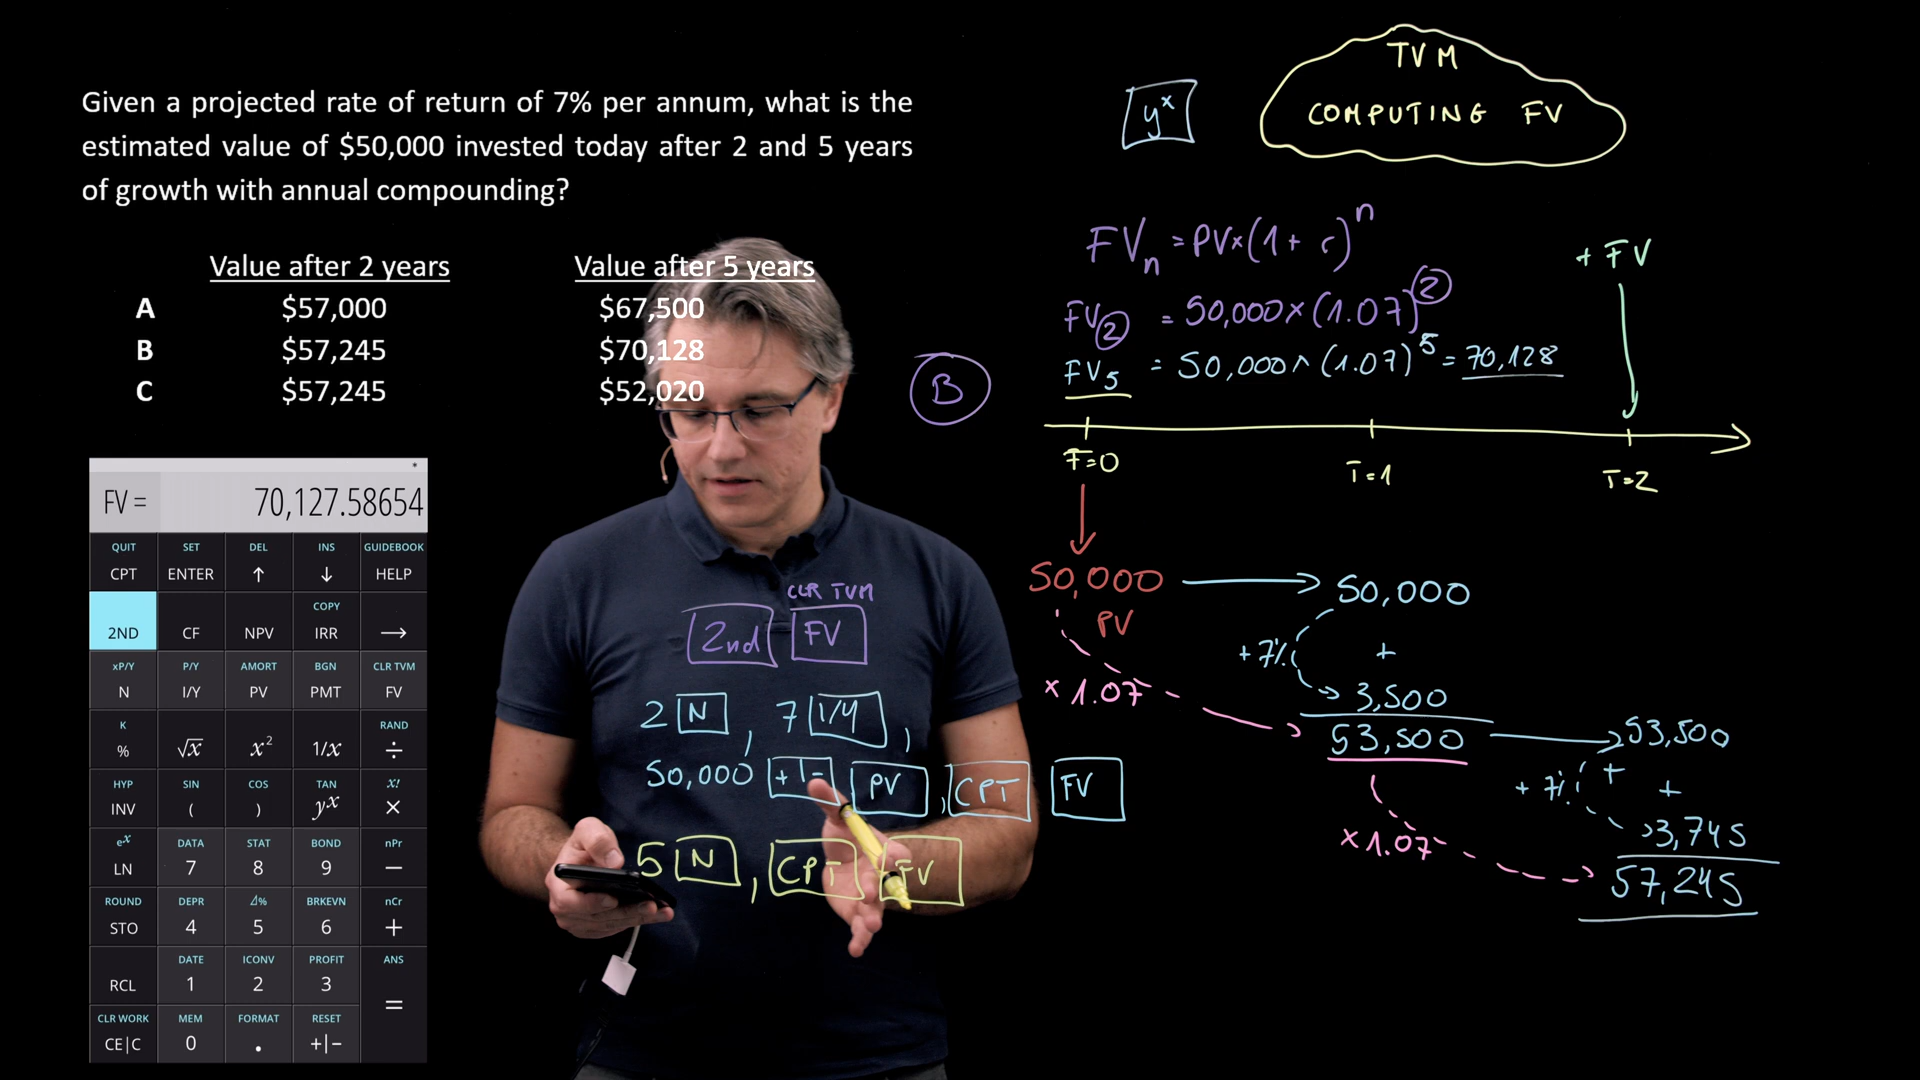 Given a projected rate of return of 7% per annum, what is the
estimated value of $50,000 invested today after 2 and 5 years
of growth with annual compounding?
Value after 2 years Value after 5 years
A $57,000 $67,500
B $57,245 $70,128
C $57,245 $52,020
FV = 70,127.58654
QUIT SET DEL INS GUIDEBOOK
CPT ENTER ↑ ↓ HELP
COPY
2ND CF NPV IRR →
xP/Y P/Y AMORT BGN CLR TVM
N I/Y PV PMT FV
K RAND
% √x x² 1/x ÷
HYP SIN COS TAN x!
INV ( ) yˣ ×
eˣ DATA STAT BOND nPr
LN 7 8 9 −
ROUND DEPR ⊿% BRKEVN nCr
STO 4 5 6 +
DATE ICONV PROFIT ANS
RCL 1 2 3 =
CLR WORK MEM FORMAT RESET
CE|C 0 . +|−
CLR TVM
2nd FV
2 N , 7 I/Y ,
50,000 +|- PV , CPT FV
5 N , CPT FV
B
yˣ
TVM
COMPUTING FV
FVₙ = PV×(1+ r)ⁿ
FV₂ = 50,000×(1.07)²
FV₅ = 50,000×(1.07)⁵ = 70,128
+ FV
T=0 T=1 T=2
50,000 → 50,000
PV
+7% +
× 1.07 3,500
53,500 → 53,500
+ 7% + +
× 1.07 3,745
57,245